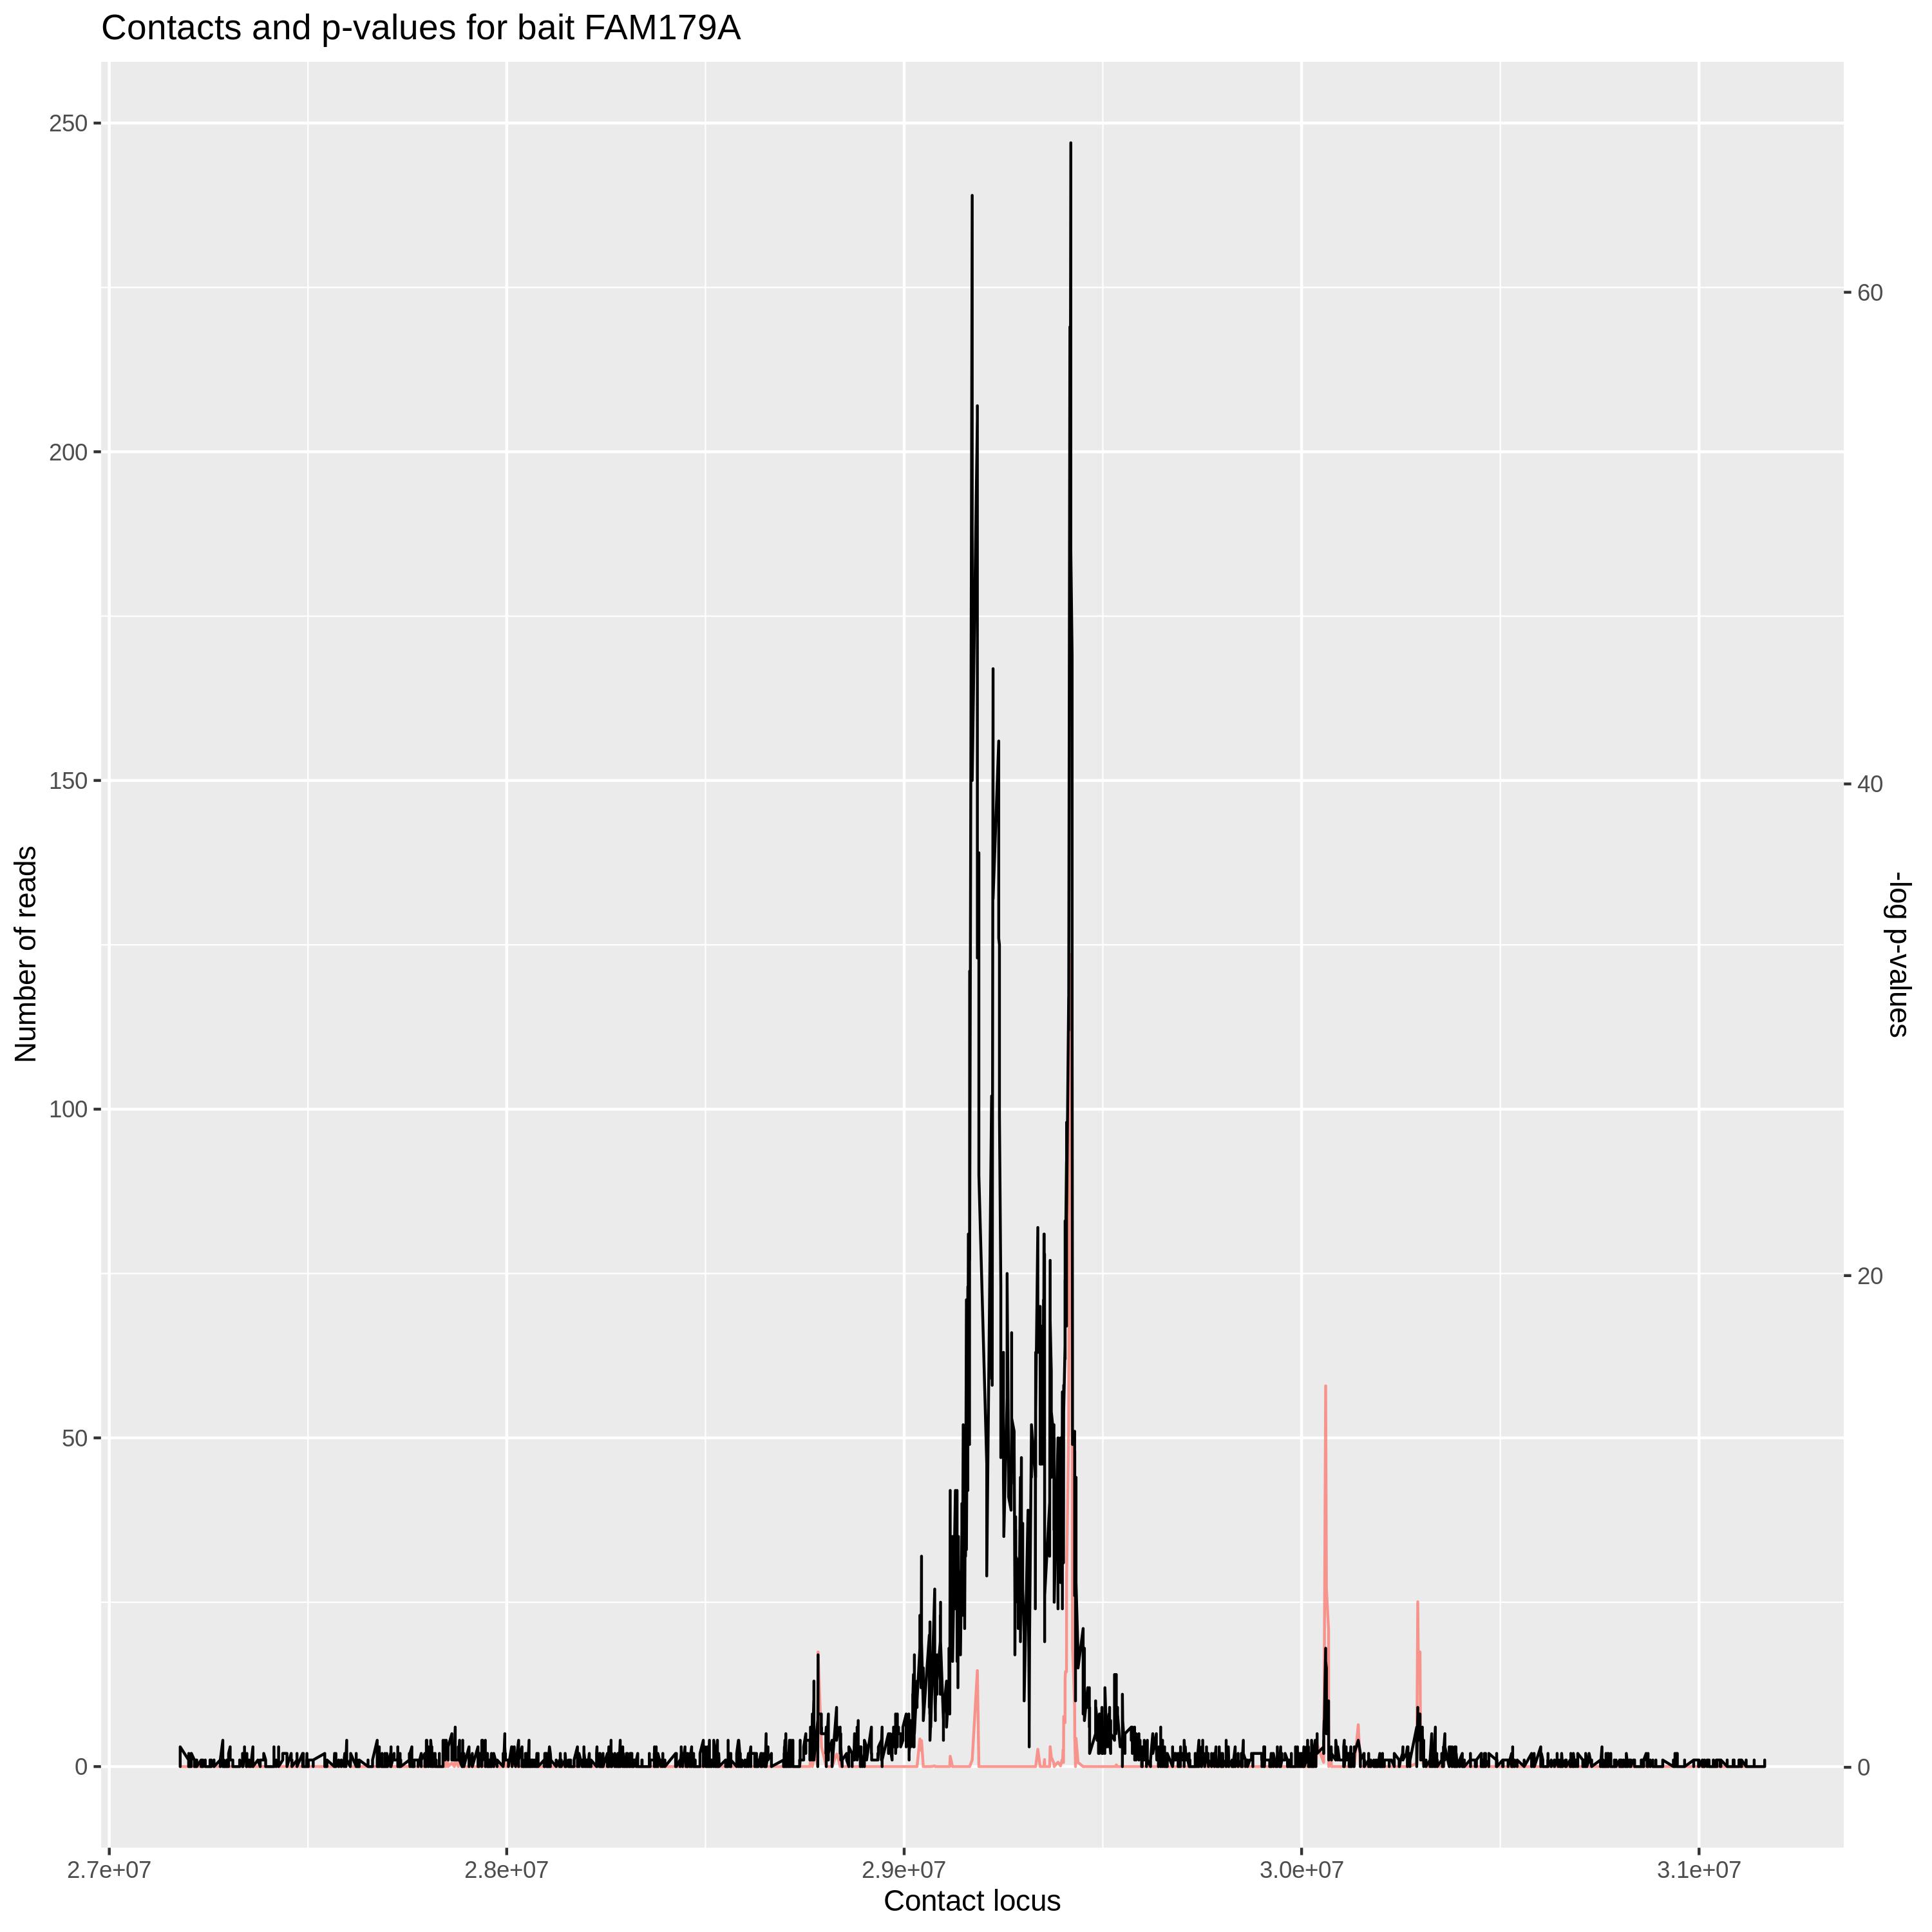 Contacts and p-values for bait FAM179A
250
200
150
100
50
0
Number of reads
60
40
20
0
-log p-values
2.7e+07
2.8e+07
2.9e+07
3.0e+07
3.1e+07
Contact locus